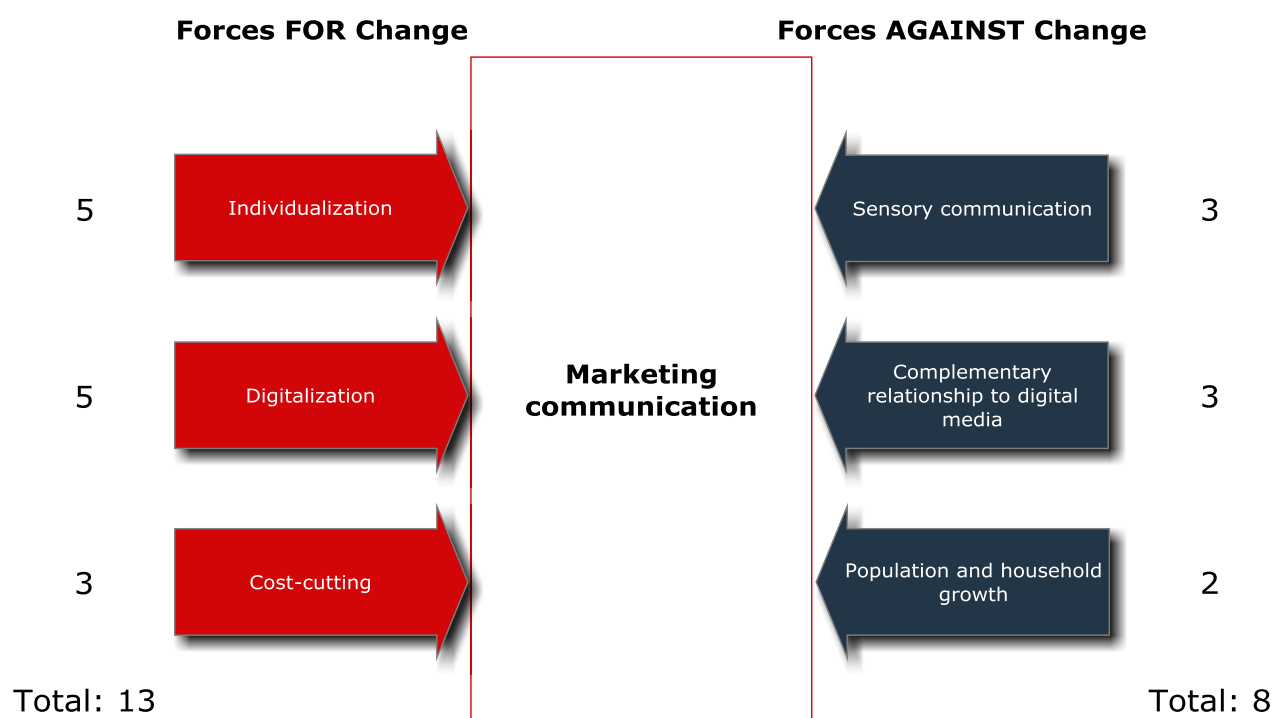 Forces FOR Change
Forces AGAINST Change
5
Individualization
Sensory communication
3
5
Digitalization
Marketing
communication
Complementary
relationship to digital
media
3
3
Cost-cutting
Population and household
growth
2
Total: 13
Total: 8